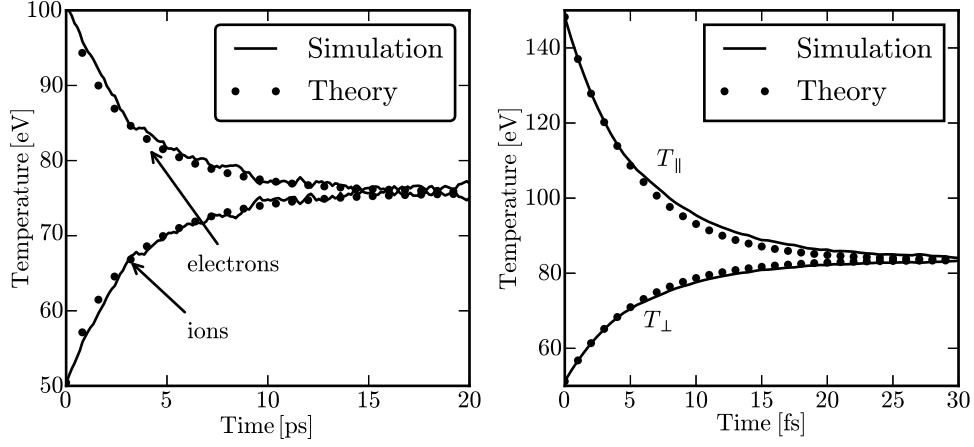 100
90
80
70
60
50
Temperature [eV]
Simulation
Theory
electrons
ions
0
5
10
15
20
Time [ps]
140
120
100
80
60
Temperature [eV]
Simulation
Theory
T∥
T⊥
0
5
10
15
20
25
30
Time [fs]